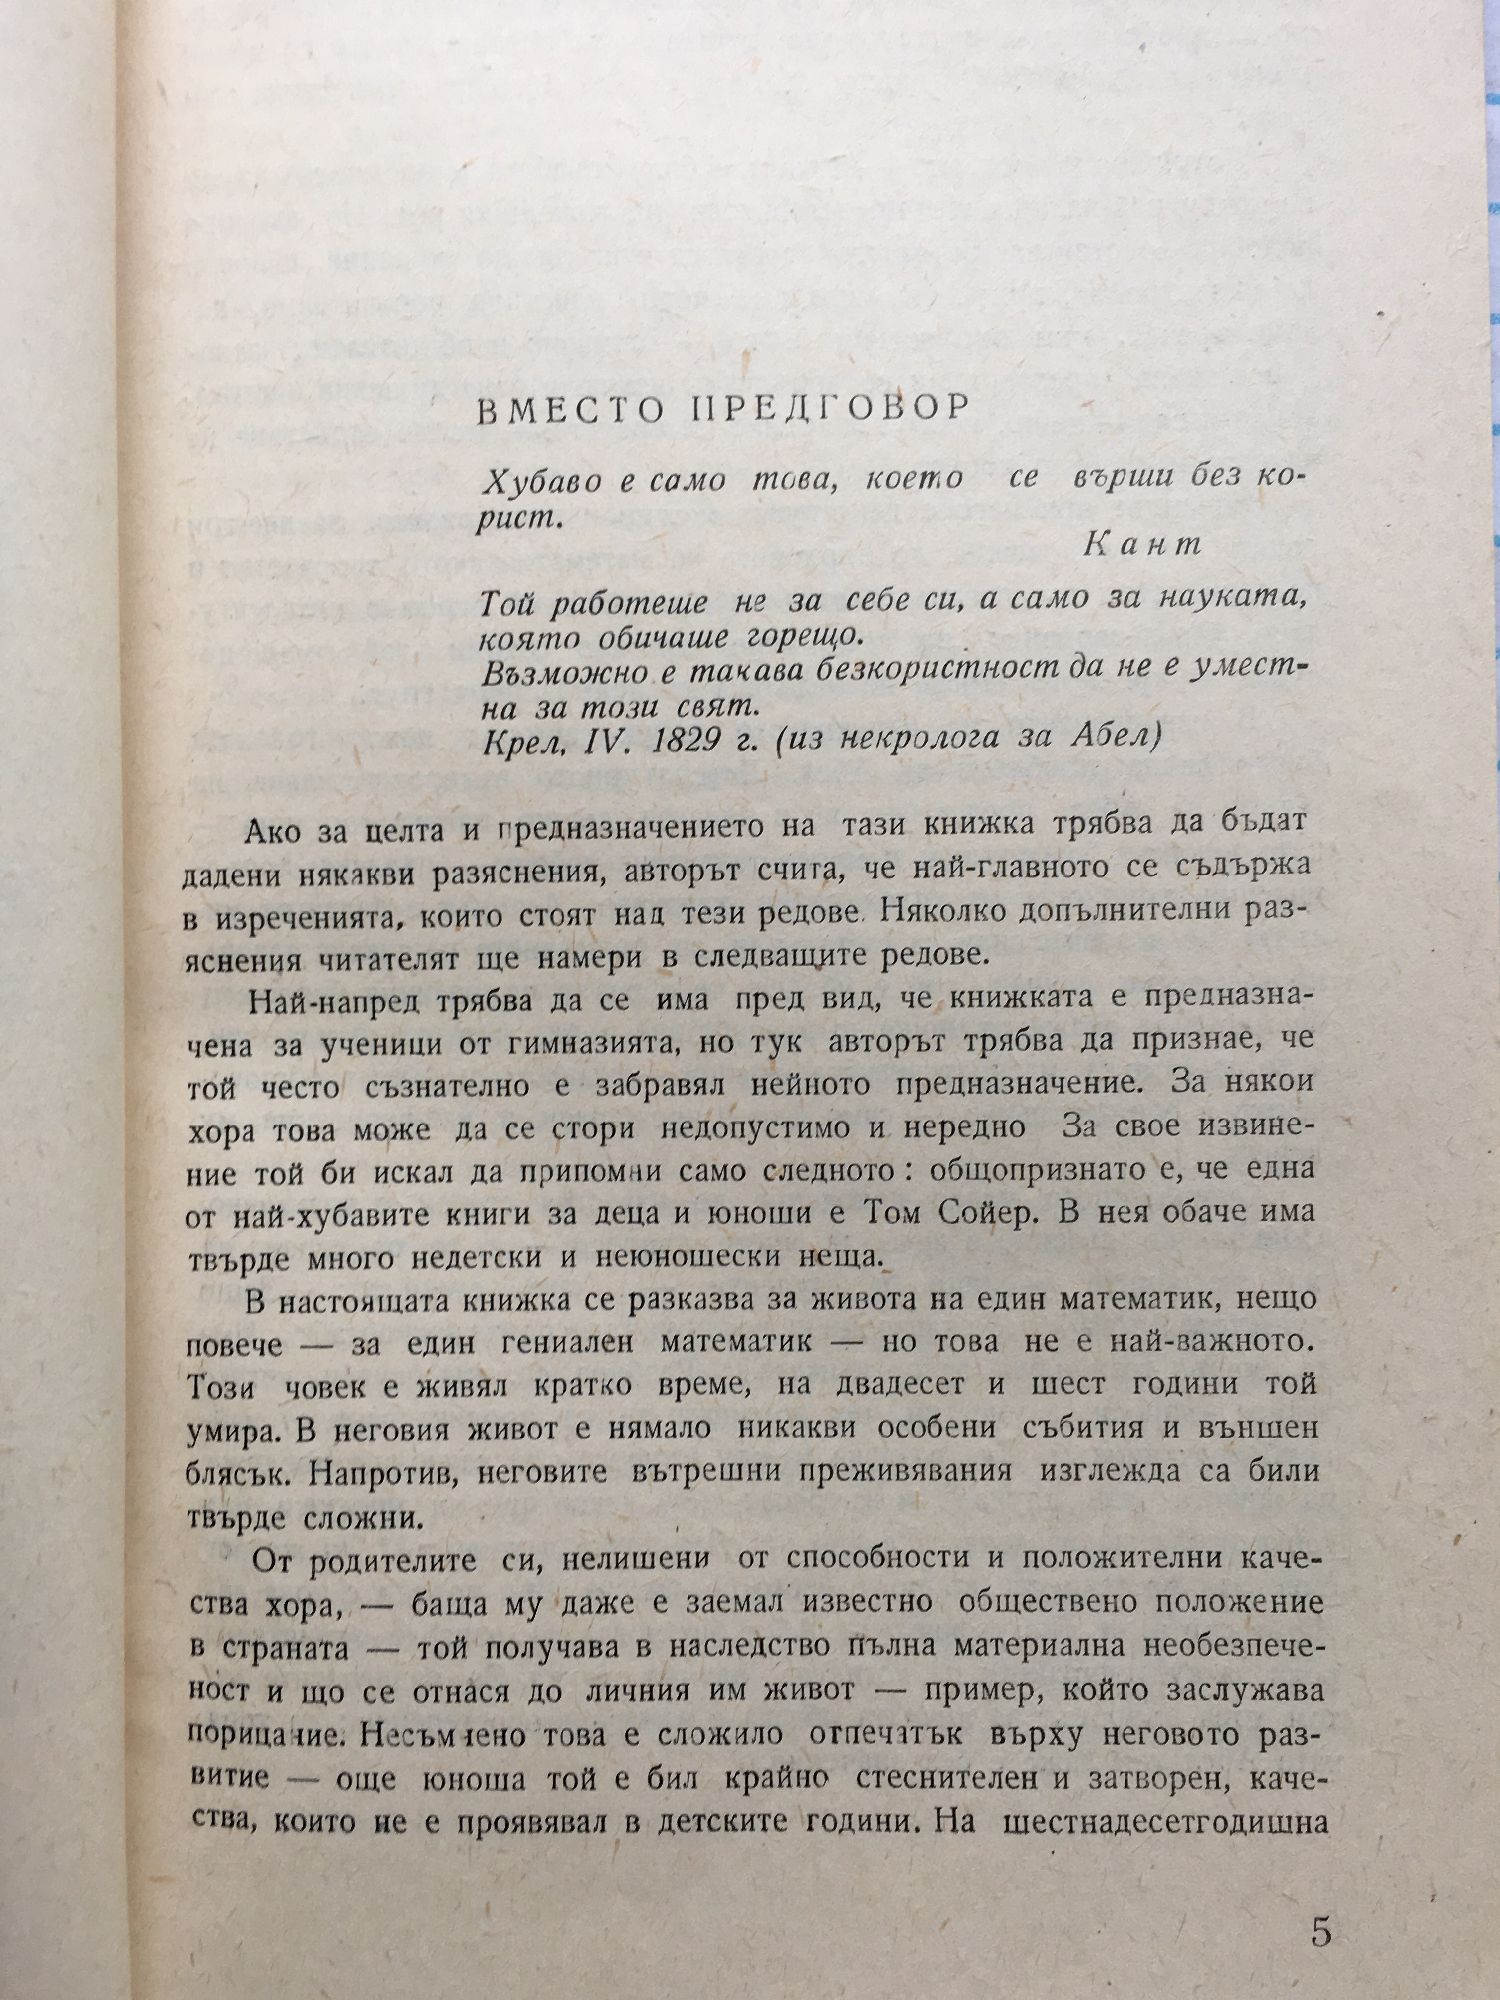 ВМЕСТО ПРЕДГОВОР
Хубаво е само това, което се върши без ко-
рист.
Кант
Той работеше не за себе си, а само за науката,
която обичаше горещо.
Възможно е такава безкористност да не е умест-
на за този свят.
Крел, IV. 1829 г. (из некролога за Абел)
Ако за целта и предназначението на тази книжка трябва да бъдат
дадени някакви разяснения, авторът счита, че най-главното се съдържа
в изреченията, които стоят над тези редове. Няколко допълнителни раз-
яснения читателят ще намери в следващите редове.
Най-напред трябва да се има пред вид, че книжката е предназна-
чена за ученици от гимназията, но тук авторът трябва да признае, че
той често съзнателно е забравял нейното предназначение. За някои
хора това може да се стори недопустимо и нередно За свое извине-
ние той би искал да припомни само следното: общопризнато е, че една
от най-хубавите книги за деца и юноши е Том Сойер. В нея обаче има
твърде много недетски и неюношески неща.
В настоящата книжка се разказва за живота на един математик, нещо
повече — за един гениален математик — но това не е най-важното.
Този човек е живял кратко време, на двадесет и шест години той
умира. В неговия живот е нямало никакви особени събития и външен
блясък. Напротив, неговите вътрешни преживявания изглежда са били
твърде сложни.
От родителите си, нелишени от способности и положителни каче-
ства хора, — баща му даже е заемал известно обществено положение
в страната — той получава в наследство пълна материална необезпече-
ност и що се отнася до личния им живот — пример, който заслужава
порицание. Несъмнено това е сложило отпечатък върху неговото раз-
витие — още юноша той е бил крайно стеснителен и затворен, каче-
ства, които не е проявявал в детските години. На шестнадесетгодишна
5